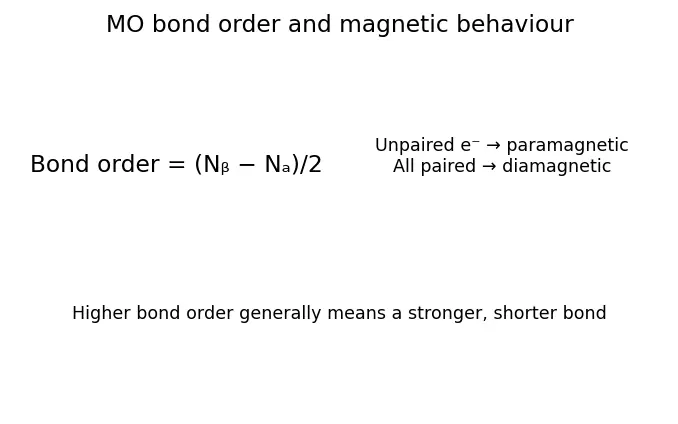 MO bond order and magnetic behaviour
Unpaired e⁻ → paramagnetic
Bond order = (Nᵦ − Nₐ)/2
All paired → diamagnetic
Higher bond order generally means a stronger, shorter bond